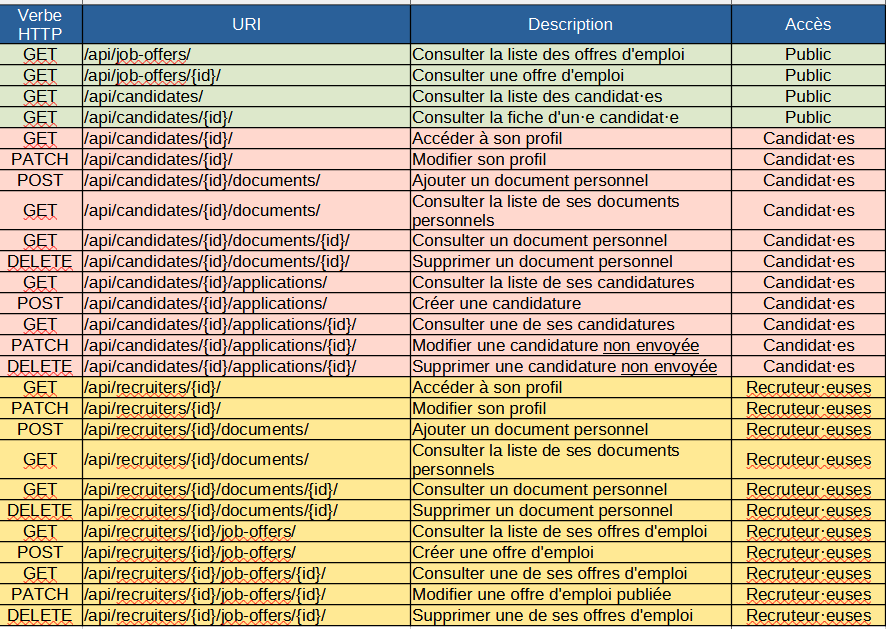 Verbe HTTP URI Description Accès
GET /api/job-offers/ Consulter la liste des offres d'emploi Public
GET /api/job-offers/{id}/ Consulter une offre d'emploi Public
GET /api/candidates/ Consulter la liste des candidat·es Public
GET /api/candidates/{id}/ Consulter la fiche d'un·e candidat·e Public
GET /api/candidates/{id}/ Accéder à son profil Candidat·es
PATCH /api/candidates/{id}/ Modifier son profil Candidat·es
POST /api/candidates/{id}/documents/ Ajouter un document personnel Candidat·es
GET /api/candidates/{id}/documents/ Consulter la liste de ses documents personnels Candidat·es
GET /api/candidates/{id}/documents/{id}/ Consulter un document personnel Candidat·es
DELETE /api/candidates/{id}/documents/{id}/ Supprimer un document personnel Candidat·es
GET /api/candidates/{id}/applications/ Consulter la liste de ses candidatures Candidat·es
POST /api/candidates/{id}/applications/ Créer une candidature Candidat·es
GET /api/candidates/{id}/applications/{id}/ Consulter une de ses candidatures Candidat·es
PATCH /api/candidates/{id}/applications/{id}/ Modifier une candidature non envoyée Candidat·es
DELETE /api/candidates/{id}/applications/{id}/ Supprimer une candidature non envoyée Candidat·es
GET /api/recruiters/{id}/ Accéder à son profil Recruteur·euses
PATCH /api/recruiters/{id}/ Modifier son profil Recruteur·euses
POST /api/recruiters/{id}/documents/ Ajouter un document personnel Recruteur·euses
GET /api/recruiters/{id}/documents/ Consulter la liste de ses documents personnels Recruteur·euses
GET /api/recruiters/{id}/documents/{id}/ Consulter un document personnel Recruteur·euses
DELETE /api/recruiters/{id}/documents/{id}/ Supprimer un document personnel Recruteur·euses
GET /api/recruiters/{id}/job-offers/ Consulter la liste de ses offres d'emploi Recruteur·euses
POST /api/recruiters/{id}/job-offers/ Créer une offre d'emploi Recruteur·euses
GET /api/recruiters/{id}/job-offers/{id}/ Consulter une de ses offres d'emploi Recruteur·euses
PATCH /api/recruiters/{id}/job-offers/{id}/ Modifier une offre d'emploi publiée Recruteur·euses
DELETE /api/recruiters/{id}/job-offers/{id}/ Supprimer une de ses offres d'emploi Recruteur·euses